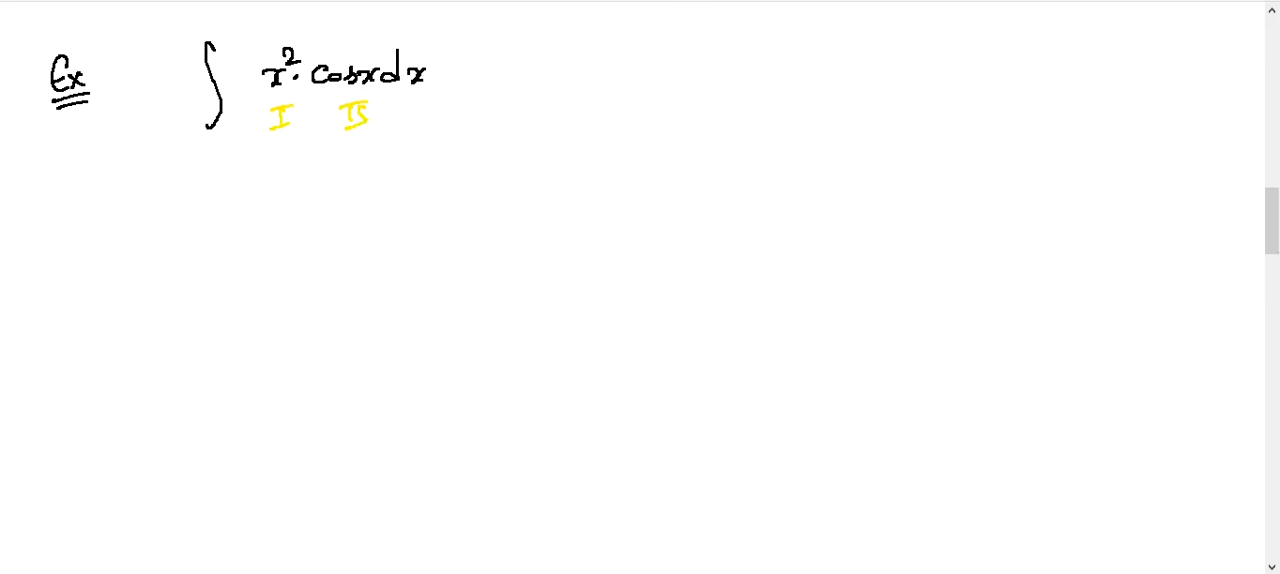 Ex ∫ x². cosx dx
I II